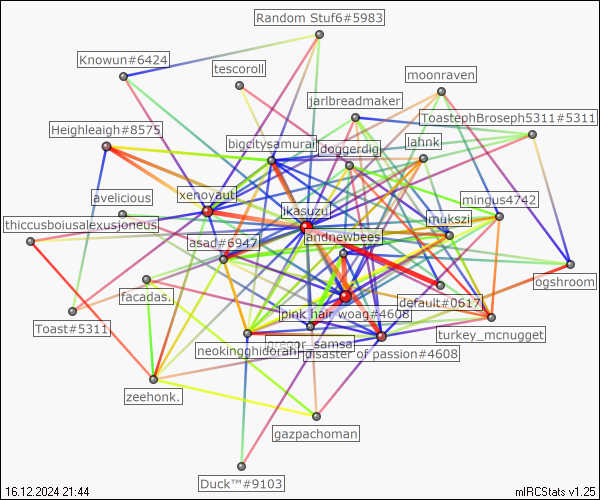 Random Stuf6#5983
Knowun#6424
tescoroll
moonraven
jarlbreadmaker
ToastephBroseph5311#5311
Heighleaigh#8575
bigcitysamurai
doggerdig
lahnk
xenoyaut
avelicious
mingus4742
ikasuzu
mukszi
thiccusboiusalexusjoneus
asad#6947
andnewbees
ogshroom
facadas.
default#0617
pink hair woag#4608
Toast#5311
turkey_mcnugget
gregor_samsa
neokingghidorah
disaster of passion#4608
zeehonk.
gazpachoman
Duck™#9103
16.12.2024 21:44
mIRCStats v1.25